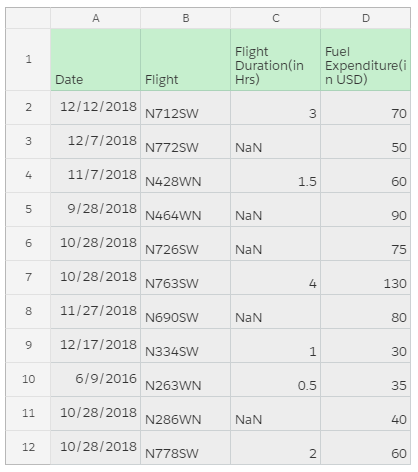 A B C D
1 Date Flight Flight Duration(in Hrs) Fuel Expenditure(in USD)
2 12/12/2018 N712SW 3 70
3 12/7/2018 N772SW NaN 50
4 11/7/2018 N428WN 1.5 60
5 9/28/2018 N464WN NaN 90
6 10/28/2018 N726SW NaN 75
7 10/28/2018 N763SW 4 130
8 11/27/2018 N690SW NaN 80
9 12/17/2018 N334SW 1 30
10 6/9/2016 N263WN 0.5 35
11 10/28/2018 N286WN NaN 40
12 10/28/2018 N778SW 2 60